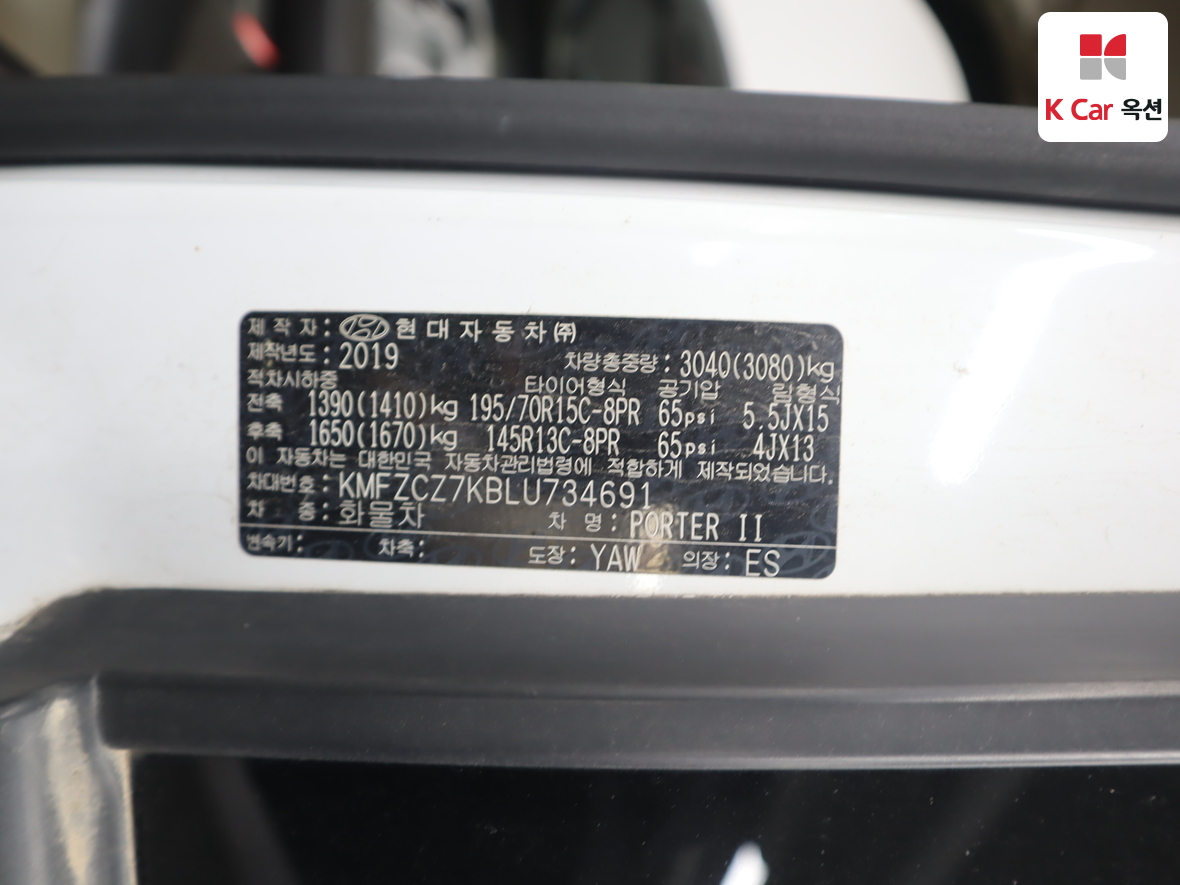 K Car 옥션
제 작 자 : 현 대 자 동 차 ㈜
제작년도 : 2019 차량총중량 : 3040(3080)kg
적차시하중 타이어형식 공기압 림형식
전축 1390(1410)kg 195/70R15C-8PR 65psi 5.5JX15
후축 1650(1670)kg 145R13C-8PR 65psi 4JX13
이 자동차는 대한민국 자동차관리법령에 적합하게 제작되었습니다.
차대번호 : KMFZCZ7KBLU734691
차 종 : 화물차 차 명 : PORTER II
변속기 : 차축 : 도장 : YAW 의장 : ES